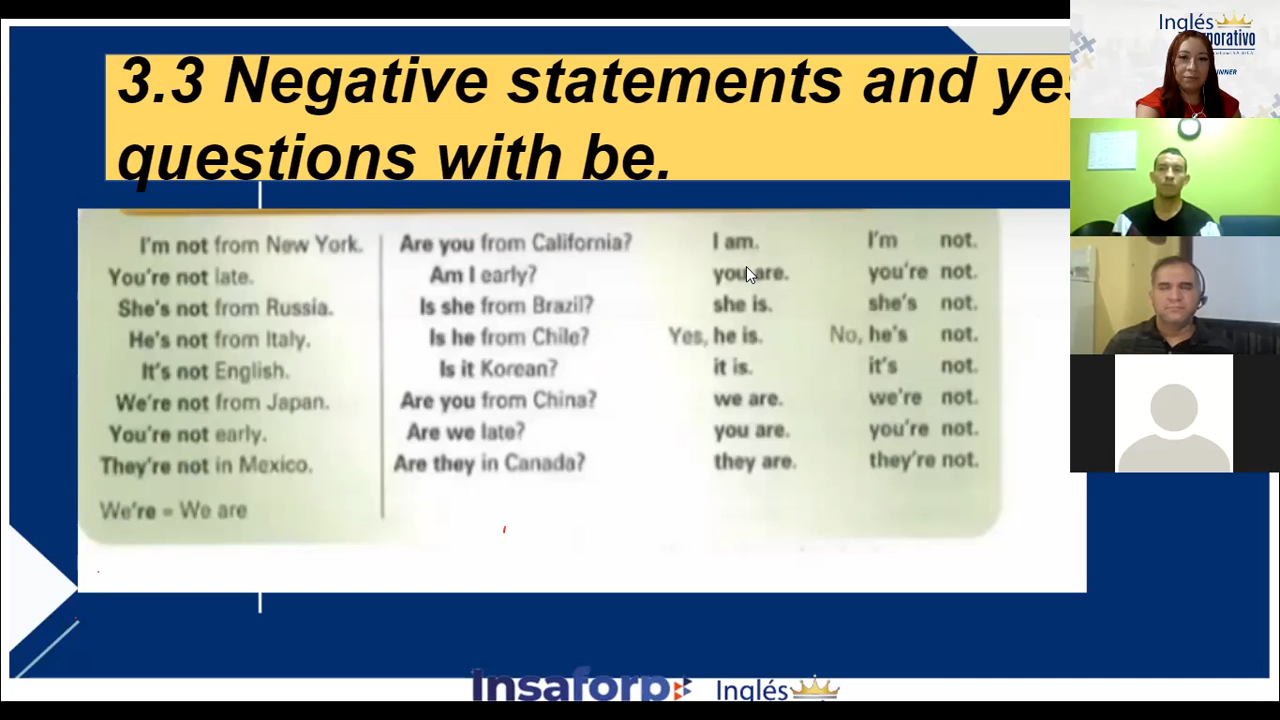 3.3 Negative statements and yes
questions with be.
I'm not from New York. Are you from California? I am. I'm not.
You're not late. Am I early? you are. you're not.
She's not from Russia. Is she from Brazil? she is. she's not.
He's not from Italy. Is he from Chile? Yes, he is. No, he's not.
It's not English. Is it Korean? it is. it's not.
We're not from Japan. Are you from China? we are. we're not.
You're not early. Are we late? you are. you're not.
They're not in Mexico. Are they in Canada? they are. they're not.
We're = We are
Insaforp Inglés
Inglés